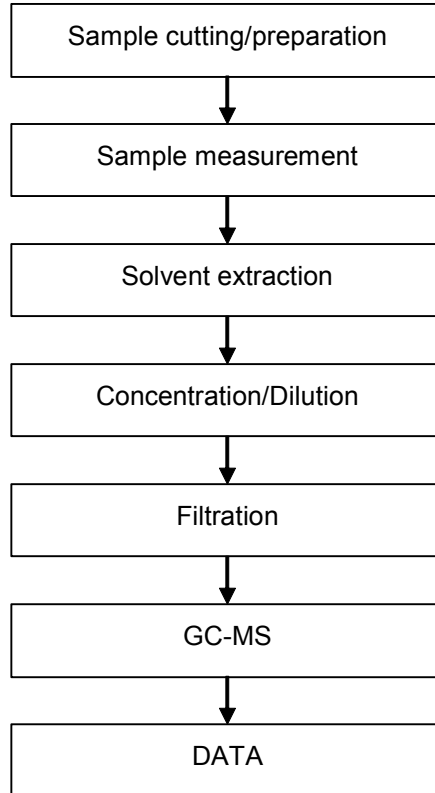 Sample cutting/preparation
Sample measurement
Solvent extraction
Concentration/Dilution
Filtration
GC-MS
DATA